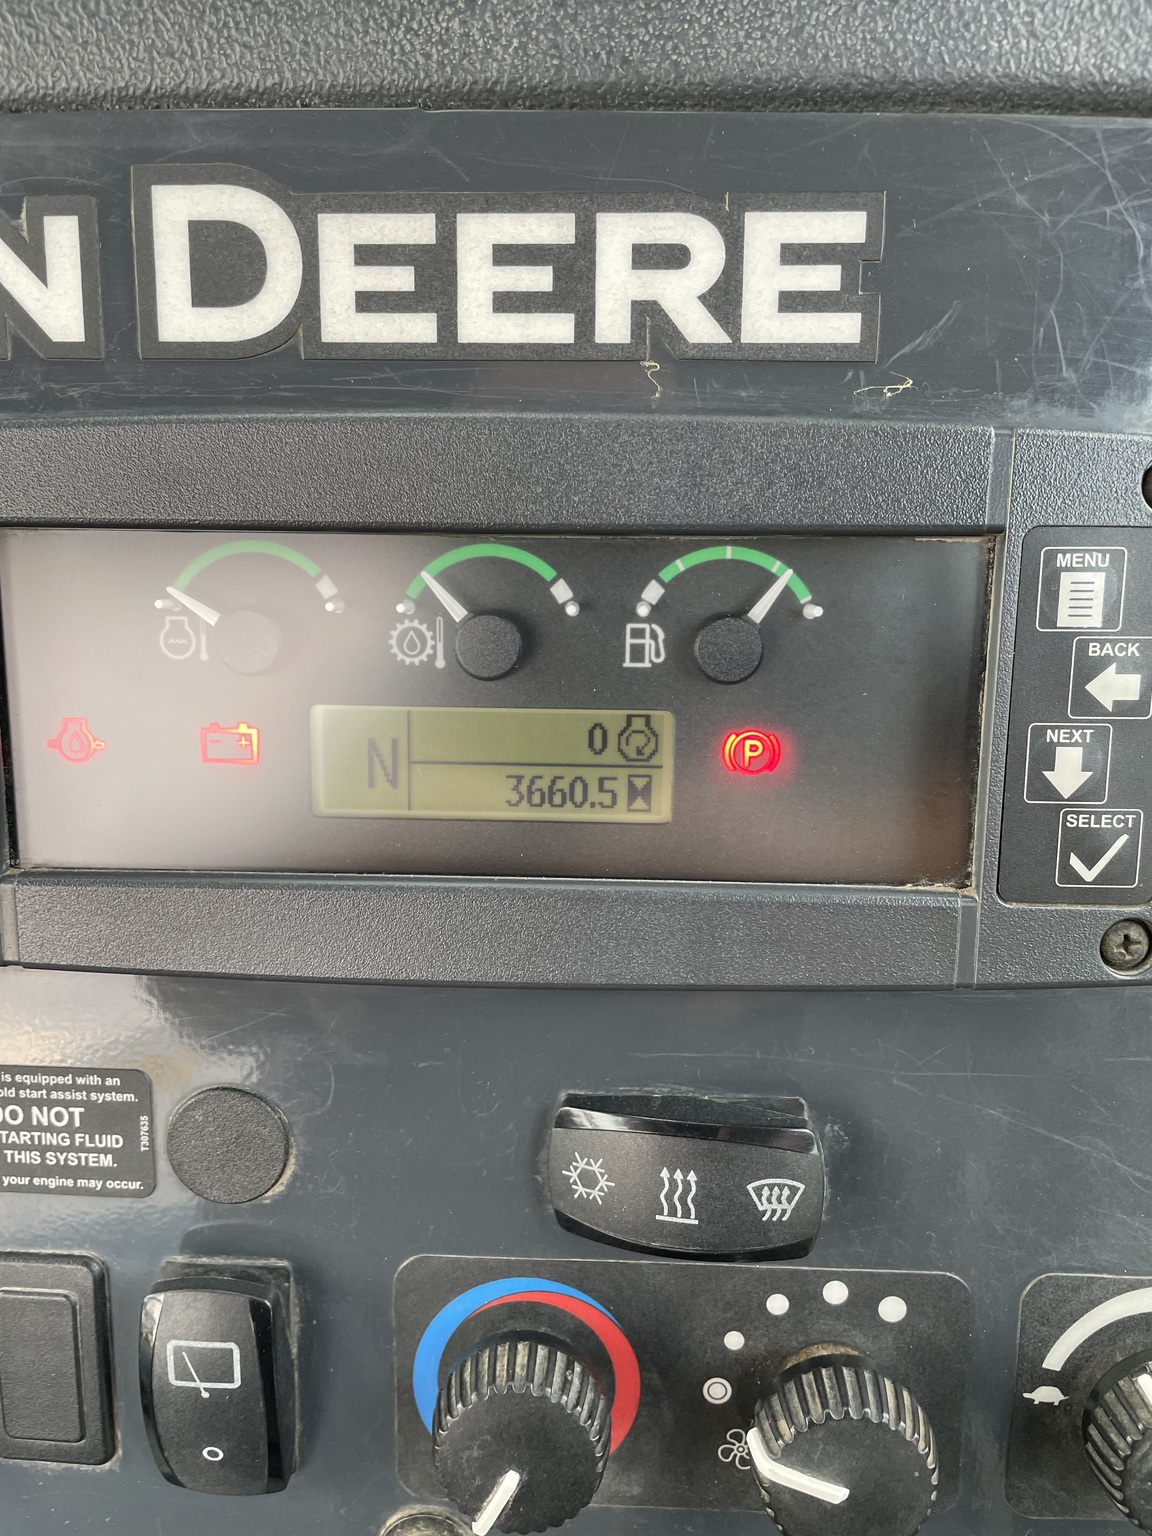 N DEERE
MENU
BACK
NEXT
SELECT
P
N
0
3660.5
is equipped with an
old start assist system.
DO NOT
TARTING FLUID
THIS SYSTEM.
your engine may occur.
T307635